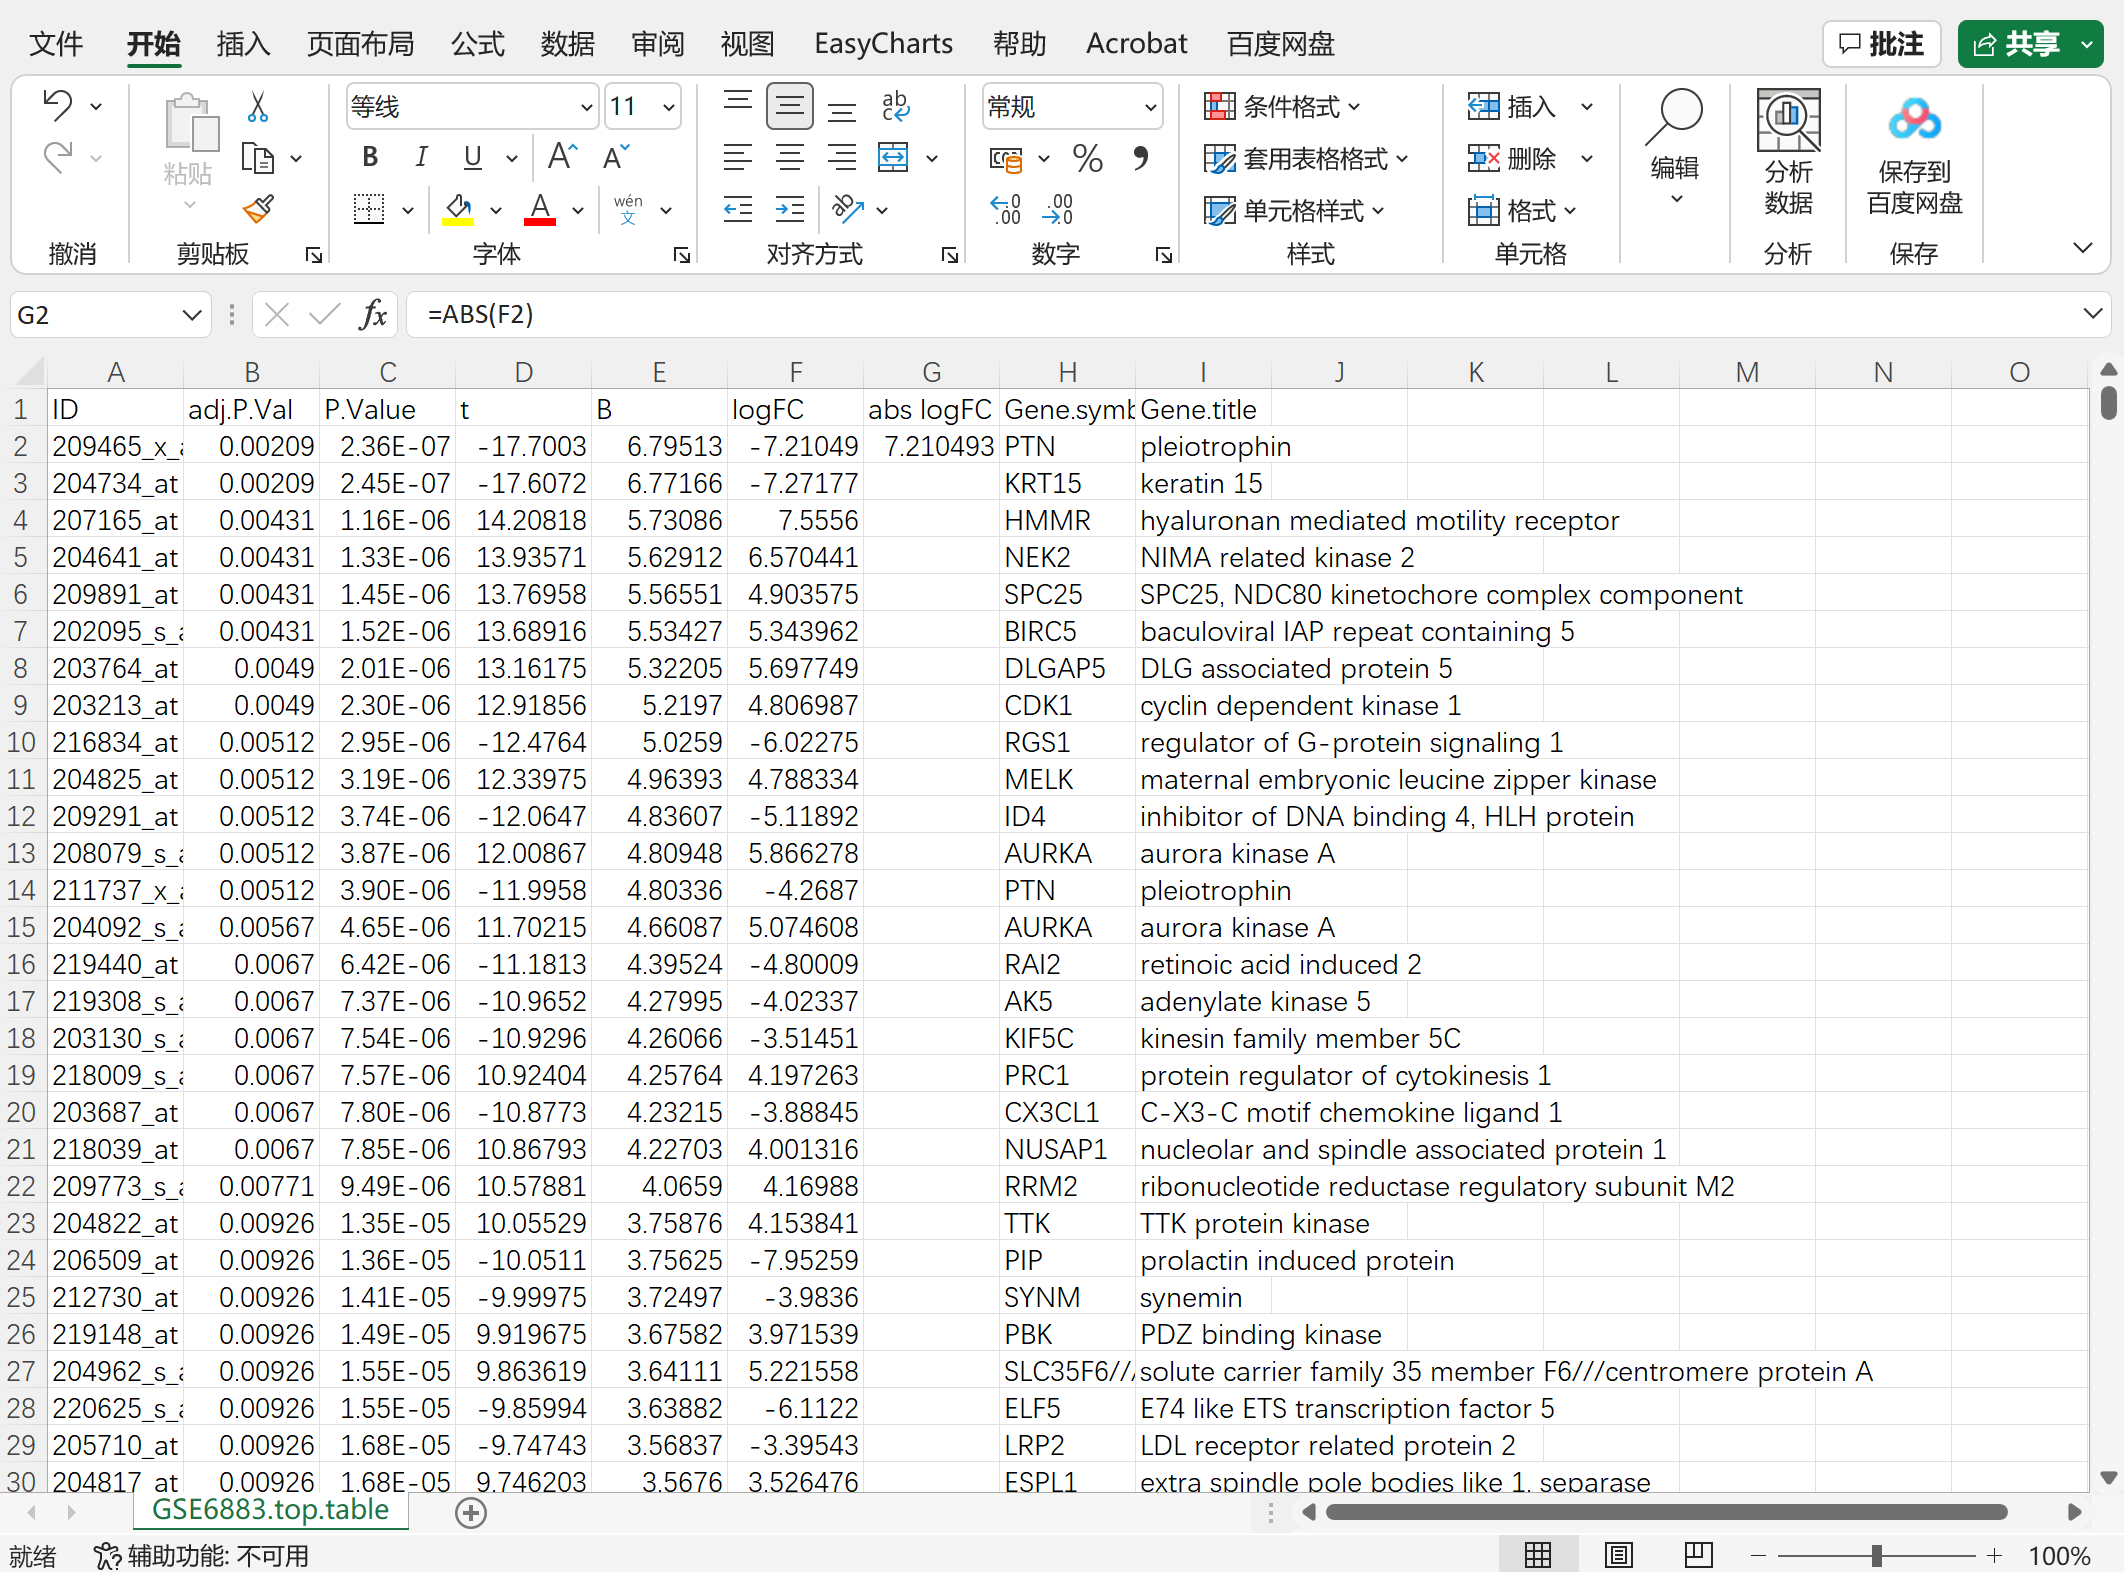 文件 开始 插入 页面布局 公式 数据 审阅 视图 EasyCharts 帮助 Acrobat 百度网盘 批注 共享
等线 11 常规 条件格式 插入
粘贴 B I U A A 套用表格格式 删除 编辑 分析 数据 保存到 百度网盘
A wén 文 单元格样式 格式
撤消 剪贴板 字体 对齐方式 数字 样式 单元格 分析 保存
G2 fx =ABS(F2)
A B C D E F G H I J K L M N O
1 ID adj.P.Val P.Value t B logFC abs logFC Gene.symb Gene.title
2 209465_x_a 0.00209 2.36E-07 -17.7003 6.79513 -7.21049 7.210493 PTN pleiotrophin
3 204734_at 0.00209 2.45E-07 -17.6072 6.77166 -7.27177 KRT15 keratin 15
4 207165_at 0.00431 1.16E-06 14.20818 5.73086 7.5556 HMMR hyaluronan mediated motility receptor
5 204641_at 0.00431 1.33E-06 13.93571 5.62912 6.570441 NEK2 NIMA related kinase 2
6 209891_at 0.00431 1.45E-06 13.76958 5.56551 4.903575 SPC25 SPC25, NDC80 kinetochore complex component
7 202095_s_a 0.00431 1.52E-06 13.68916 5.53427 5.343962 BIRC5 baculoviral IAP repeat containing 5
8 203764_at 0.0049 2.01E-06 13.16175 5.32205 5.697749 DLGAP5 DLG associated protein 5
9 203213_at 0.0049 2.30E-06 12.91856 5.2197 4.806987 CDK1 cyclin dependent kinase 1
10 216834_at 0.00512 2.95E-06 -12.4764 5.0259 -6.02275 RGS1 regulator of G-protein signaling 1
11 204825_at 0.00512 3.19E-06 12.33975 4.96393 4.788334 MELK maternal embryonic leucine zipper kinase
12 209291_at 0.00512 3.74E-06 -12.0647 4.83607 -5.11892 ID4 inhibitor of DNA binding 4, HLH protein
13 208079_s_a 0.00512 3.87E-06 12.00867 4.80948 5.866278 AURKA aurora kinase A
14 211737_x_a 0.00512 3.90E-06 -11.9958 4.80336 -4.2687 PTN pleiotrophin
15 204092_s_a 0.00567 4.65E-06 11.70215 4.66087 5.074608 AURKA aurora kinase A
16 219440_at 0.0067 6.42E-06 -11.1813 4.39524 -4.80009 RAI2 retinoic acid induced 2
17 219308_s_a 0.0067 7.37E-06 -10.9652 4.27995 -4.02337 AK5 adenylate kinase 5
18 203130_s_a 0.0067 7.54E-06 -10.9296 4.26066 -3.51451 KIF5C kinesin family member 5C
19 218009_s_a 0.0067 7.57E-06 10.92404 4.25764 4.197263 PRC1 protein regulator of cytokinesis 1
20 203687_at 0.0067 7.80E-06 -10.8773 4.23215 -3.88845 CX3CL1 C-X3-C motif chemokine ligand 1
21 218039_at 0.0067 7.85E-06 10.86793 4.22703 4.001316 NUSAP1 nucleolar and spindle associated protein 1
22 209773_s_a 0.00771 9.49E-06 10.57881 4.0659 4.16988 RRM2 ribonucleotide reductase regulatory subunit M2
23 204822_at 0.00926 1.35E-05 10.05529 3.75876 4.153841 TTK TTK protein kinase
24 206509_at 0.00926 1.36E-05 -10.0511 3.75625 -7.95259 PIP prolactin induced protein
25 212730_at 0.00926 1.41E-05 -9.99975 3.72497 -3.9836 SYNM synemin
26 219148_at 0.00926 1.49E-05 9.919675 3.67582 3.971539 PBK PDZ binding kinase
27 204962_s_a 0.00926 1.55E-05 9.863619 3.64111 5.221558 SLC35F6// solute carrier family 35 member F6///centromere protein A
28 220625_s_a 0.00926 1.55E-05 -9.85994 3.63882 -6.1122 ELF5 E74 like ETS transcription factor 5
29 205710_at 0.00926 1.68E-05 -9.74743 3.56837 -3.39543 LRP2 LDL receptor related protein 2
30 204817_at 0.00926 1.68E-05 9.746203 3.5676 3.526476 ESPL1 extra spindle pole bodies like 1, separase
GSE6883.top.table
就绪 辅助功能: 不可用 100%